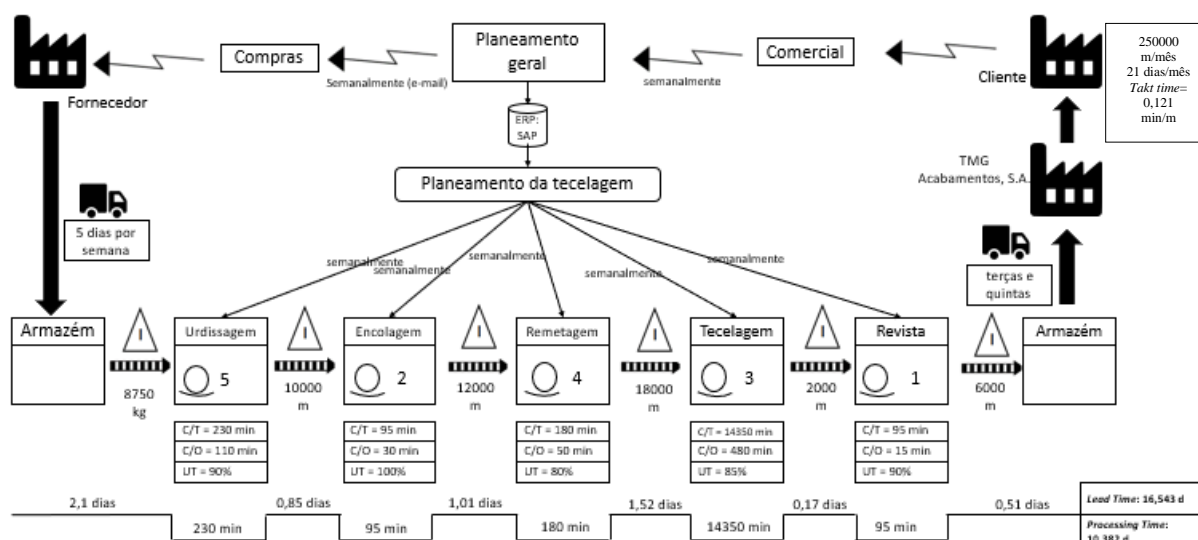 Planeamento
geral
Compras
Comercial
Fornecedor
Cliente
Semanalmente (e-mail)
semanalmente
250000
m/mês
21 dias/mês
Takt time=
0,121
min/m
ERP:
SAP
TMG
Acabamentos, S.A.
Planeamento da tecelagem
5 dias por
semana
terças e
quintas
semanalmente
semanalmente
semanalmente
semanalmente
semanalmente
Armazém
I
8750
kg
Urdissagem
5
I
10000
m
Encolagem
2
I
12000
m
Remetagem
4
I
18000
m
Tecelagem
3
I
2000
m
Revista
1
I
6000
m
Armazém
C/T = 230 min
C/O = 110 min
UT = 90%
C/T = 95 min
C/O = 30 min
UT = 100%
C/T = 180 min
C/O = 50 min
UT = 80%
C/T = 14350 min
C/O = 480 min
UT = 85%
C/T = 95 min
C/O = 15 min
UT = 90%
2,1 dias
230 min
0,85 dias
95 min
1,01 dias
180 min
1,52 dias
14350 min
0,17 dias
95 min
0,51 dias
Lead Time: 16,543 d
Processing Time:
10,382 d